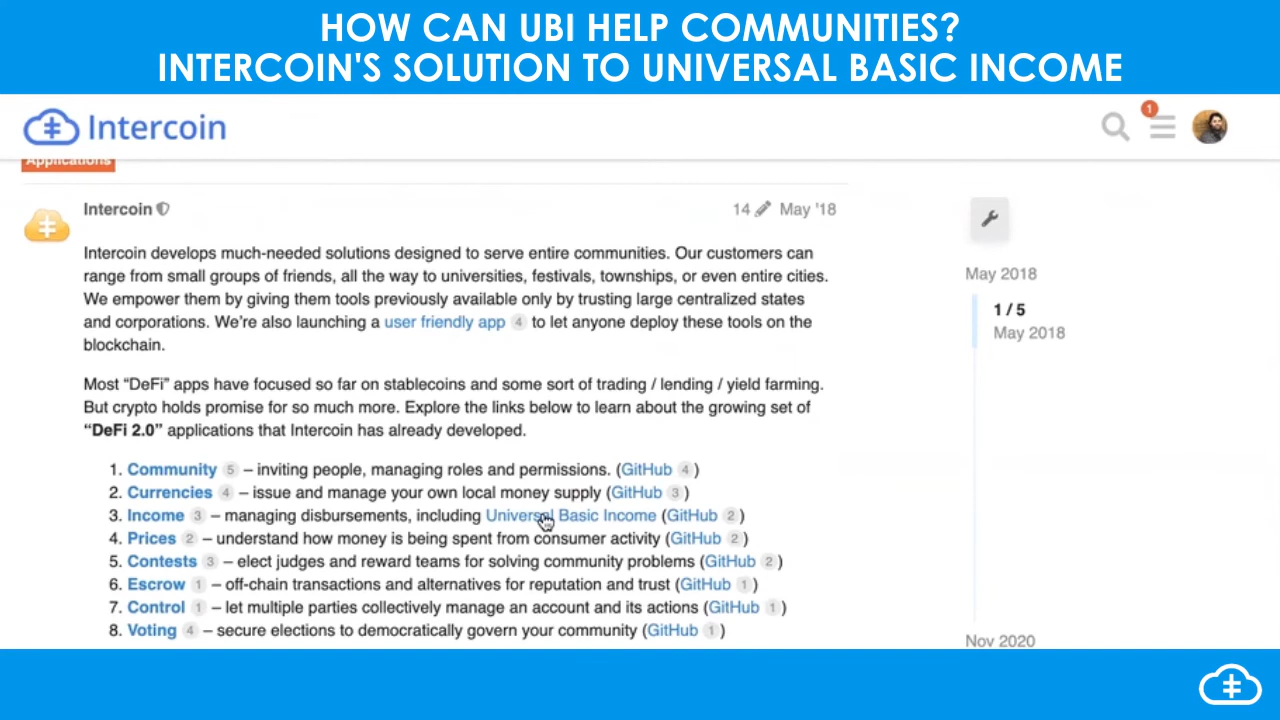 HOW CAN UBI HELP COMMUNITIES?
INTERCOIN'S SOLUTION TO UNIVERSAL BASIC INCOME
Intercoin
1
Applications
Intercoin
14 May '18
Intercoin develops much-needed solutions designed to serve entire communities. Our customers can
range from small groups of friends, all the way to universities, festivals, townships, or even entire cities.
We empower them by giving them tools previously available only by trusting large centralized states
and corporations. We're also launching a user friendly app 4 to let anyone deploy these tools on the
blockchain.
Most “DeFi” apps have focused so far on stablecoins and some sort of trading / lending / yield farming.
But crypto holds promise for so much more. Explore the links below to learn about the growing set of
“DeFi 2.0” applications that Intercoin has already developed.
1. Community 5 – inviting people, managing roles and permissions. (GitHub 4)
2. Currencies 4 – issue and manage your own local money supply (GitHub 3)
3. Income 3 – managing disbursements, including Universal Basic Income (GitHub 2)
4. Prices 2 – understand how money is being spent from consumer activity (GitHub 2)
5. Contests 3 – elect judges and reward teams for solving community problems (GitHub 2)
6. Escrow 1 – off-chain transactions and alternatives for reputation and trust (GitHub 1)
7. Control 1 – let multiple parties collectively manage an account and its actions (GitHub 1)
8. Voting 4 – secure elections to democratically govern your community (GitHub 1)
May 2018
1 / 5
May 2018
Nov 2020